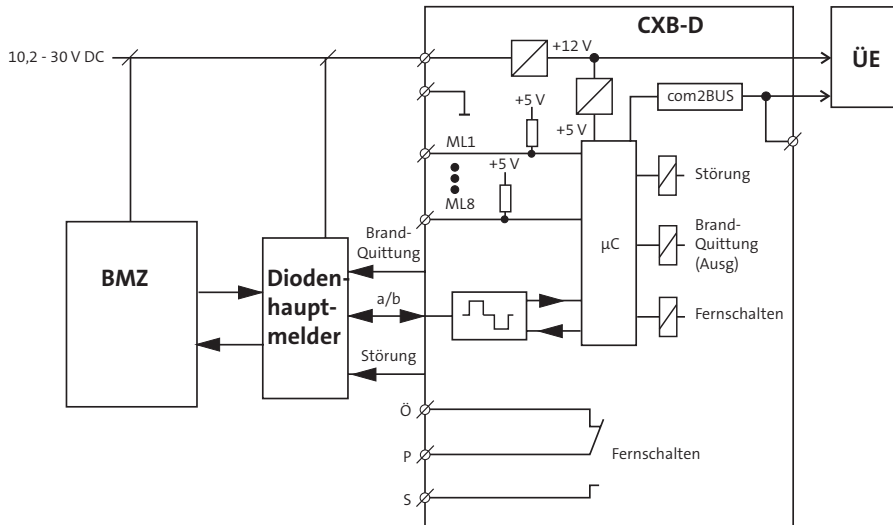 CXB-D
ÜE
10,2 - 30 V DC
+12 V
+5 V
com2BUS
+5 V
ML1
+5 V
ML8
Störung
Brand-
Quittung
Brand-
Quittung
(Ausg)
µC
BMZ
Dioden-
haupt-
melder
a/b
Fernschalten
Störung
Ö
P
Fernschalten
S